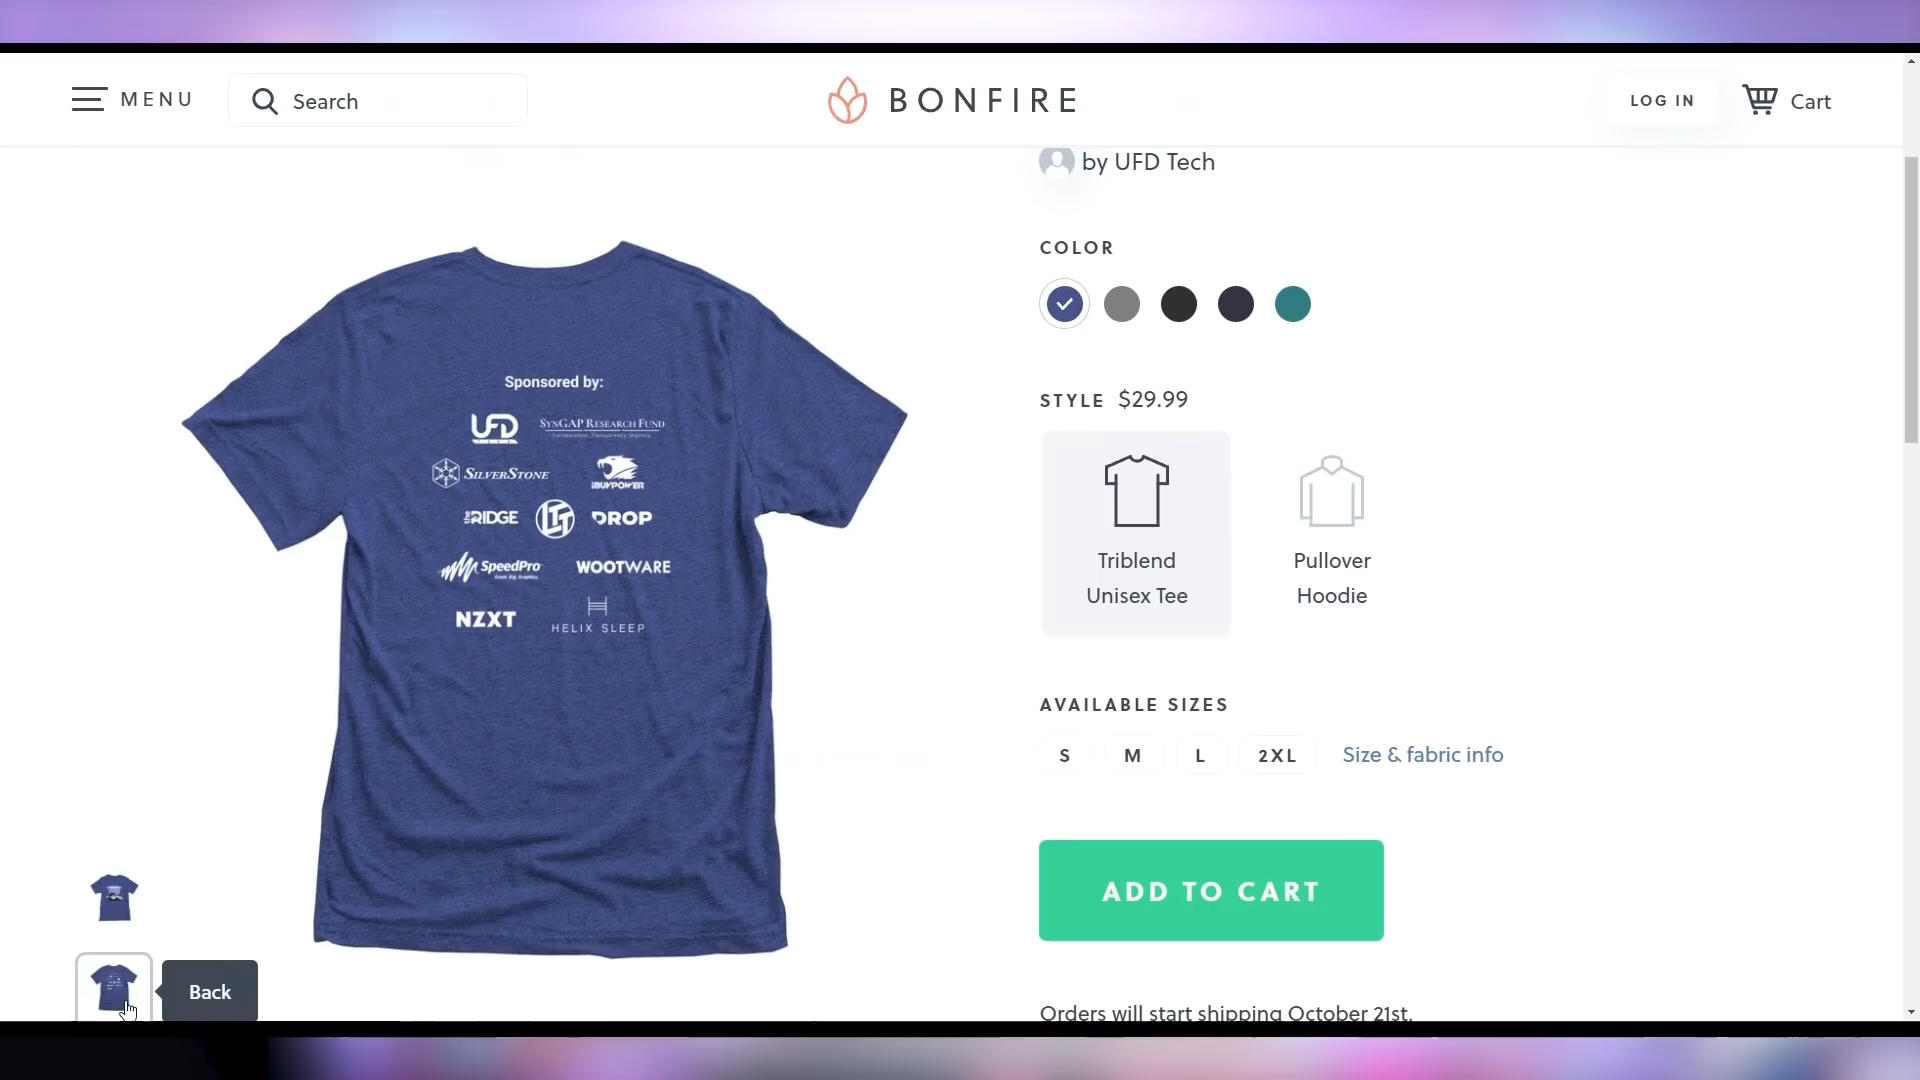 MENU
Search
BONFIRE
LOG IN
Cart
by UFD Tech
COLOR
STYLE $29.99
Triblend
Unisex Tee
Pullover
Hoodie
AVAILABLE SIZES
S M L 2XL Size & fabric info
ADD TO CART
Orders will start shipping October 21st.
Sponsored by:
UFD
SYNGAP RESEARCH FUND
SILVERSTONE
iBUYPOWER
the RIDGE
LTT
DROP
SpeedPro
WOOTWARE
NZXT
HELIX SLEEP
Back